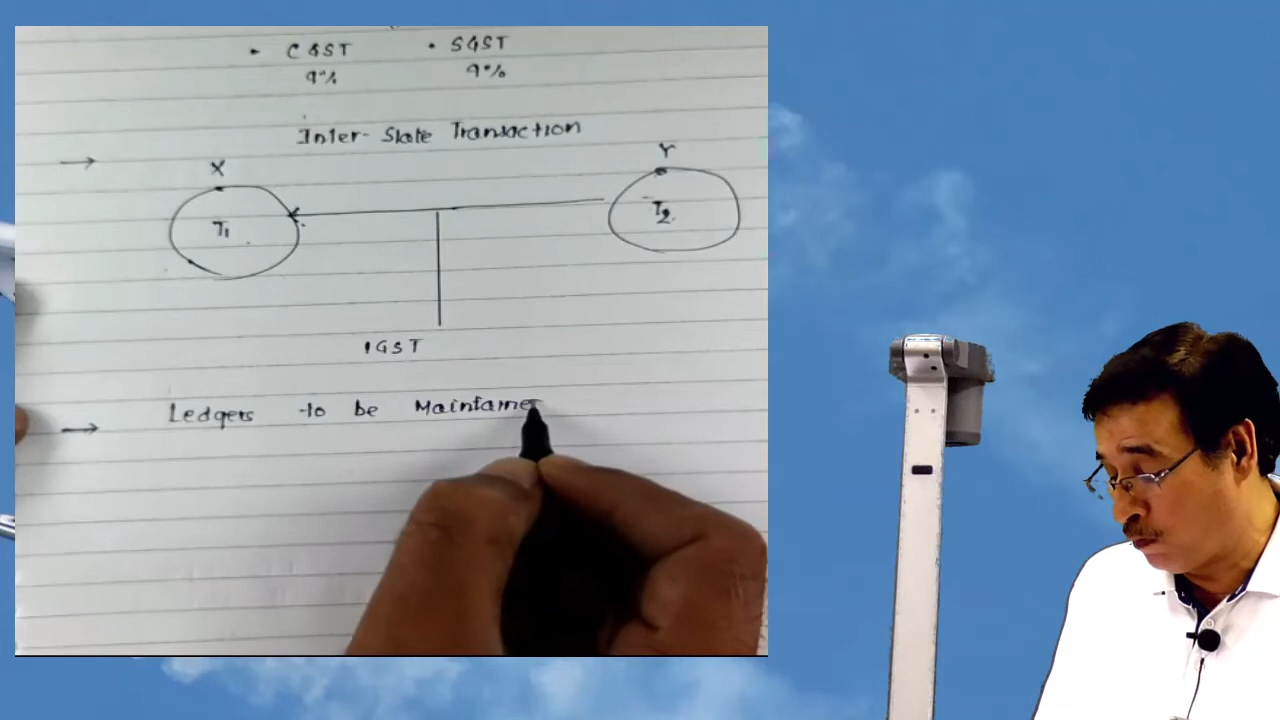 • CGST • SGST
9% 9%
→ Inter-State Transaction
X Y
T1 T2
IGST
→ Ledgers to be Maintaine